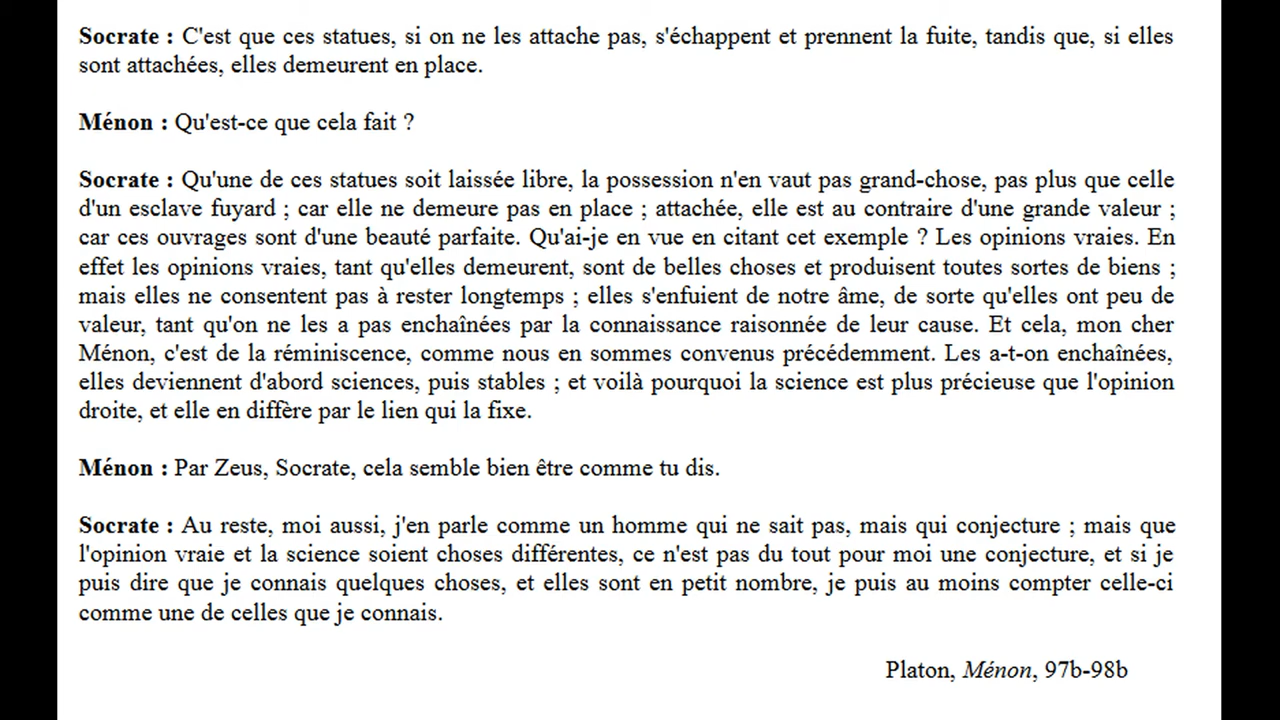 Socrate : C'est que ces statues, si on ne les attache pas, s'échappent et prennent la fuite, tandis que, si elles
sont attachées, elles demeurent en place.
Ménon : Qu'est-ce que cela fait ?
Socrate : Qu'une de ces statues soit laissée libre, la possession n'en vaut pas grand-chose, pas plus que celle
d'un esclave fuyard ; car elle ne demeure pas en place ; attachée, elle est au contraire d'une grande valeur ;
car ces ouvrages sont d'une beauté parfaite. Qu'ai-je en vue en citant cet exemple ? Les opinions vraies. En
effet les opinions vraies, tant qu'elles demeurent, sont de belles choses et produisent toutes sortes de biens ;
mais elles ne consentent pas à rester longtemps ; elles s'enfuient de notre âme, de sorte qu'elles ont peu de
valeur, tant qu'on ne les a pas enchaînées par la connaissance raisonnée de leur cause. Et cela, mon cher
Ménon, c'est de la réminiscence, comme nous en sommes convenus précédemment. Les a-t-on enchaînées,
elles deviennent d'abord sciences, puis stables ; et voilà pourquoi la science est plus précieuse que l'opinion
droite, et elle en diffère par le lien qui la fixe.
Ménon : Par Zeus, Socrate, cela semble bien être comme tu dis.
Socrate : Au reste, moi aussi, j'en parle comme un homme qui ne sait pas, mais qui conjecture ; mais que
l'opinion vraie et la science soient choses différentes, ce n'est pas du tout pour moi une conjecture, et si je
puis dire que je connais quelques choses, et elles sont en petit nombre, je puis au moins compter celle-ci
comme une de celles que je connais.
Platon, Ménon, 97b-98b